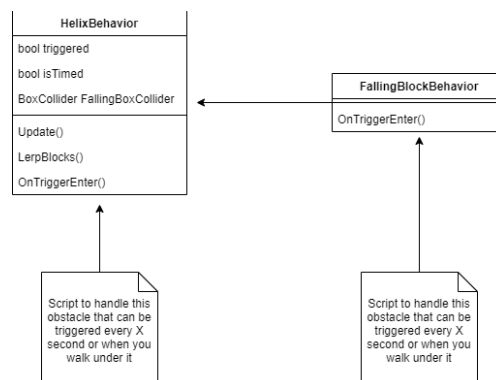 HelixBehavior
bool triggered
bool isTimed
BoxCollider FallingBoxCollider
Update()
LerpBlocks()
OnTriggerEnter()
FallingBlockBehavior
OnTriggerEnter()
Script to handle this
obstacle that can be
triggered every X
second or when you
walk under it
Script to handle this
obstacle that can be
triggered every X
second or when you
walk under it